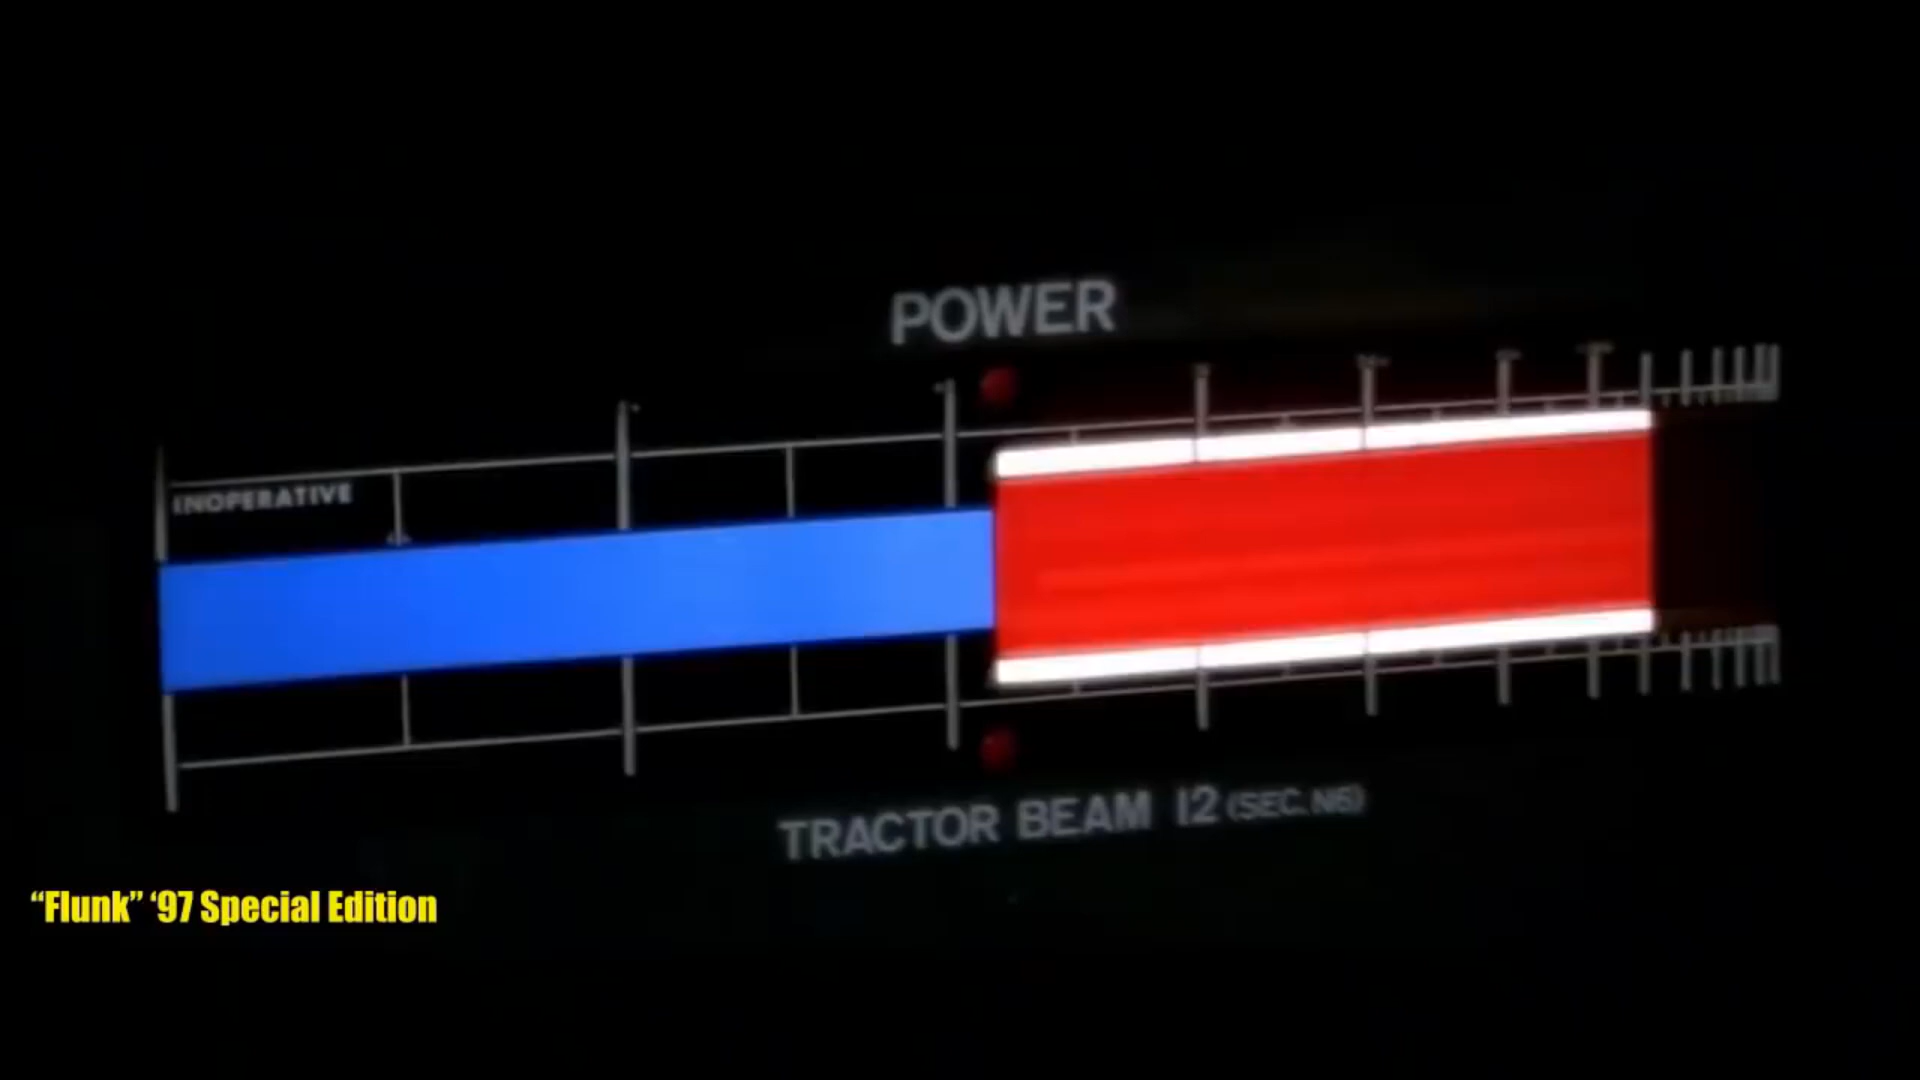 POWER
INOPERATIVE
TRACTOR BEAM 12 (SEC. N6)
“Flunk” ‘97 Special Edition